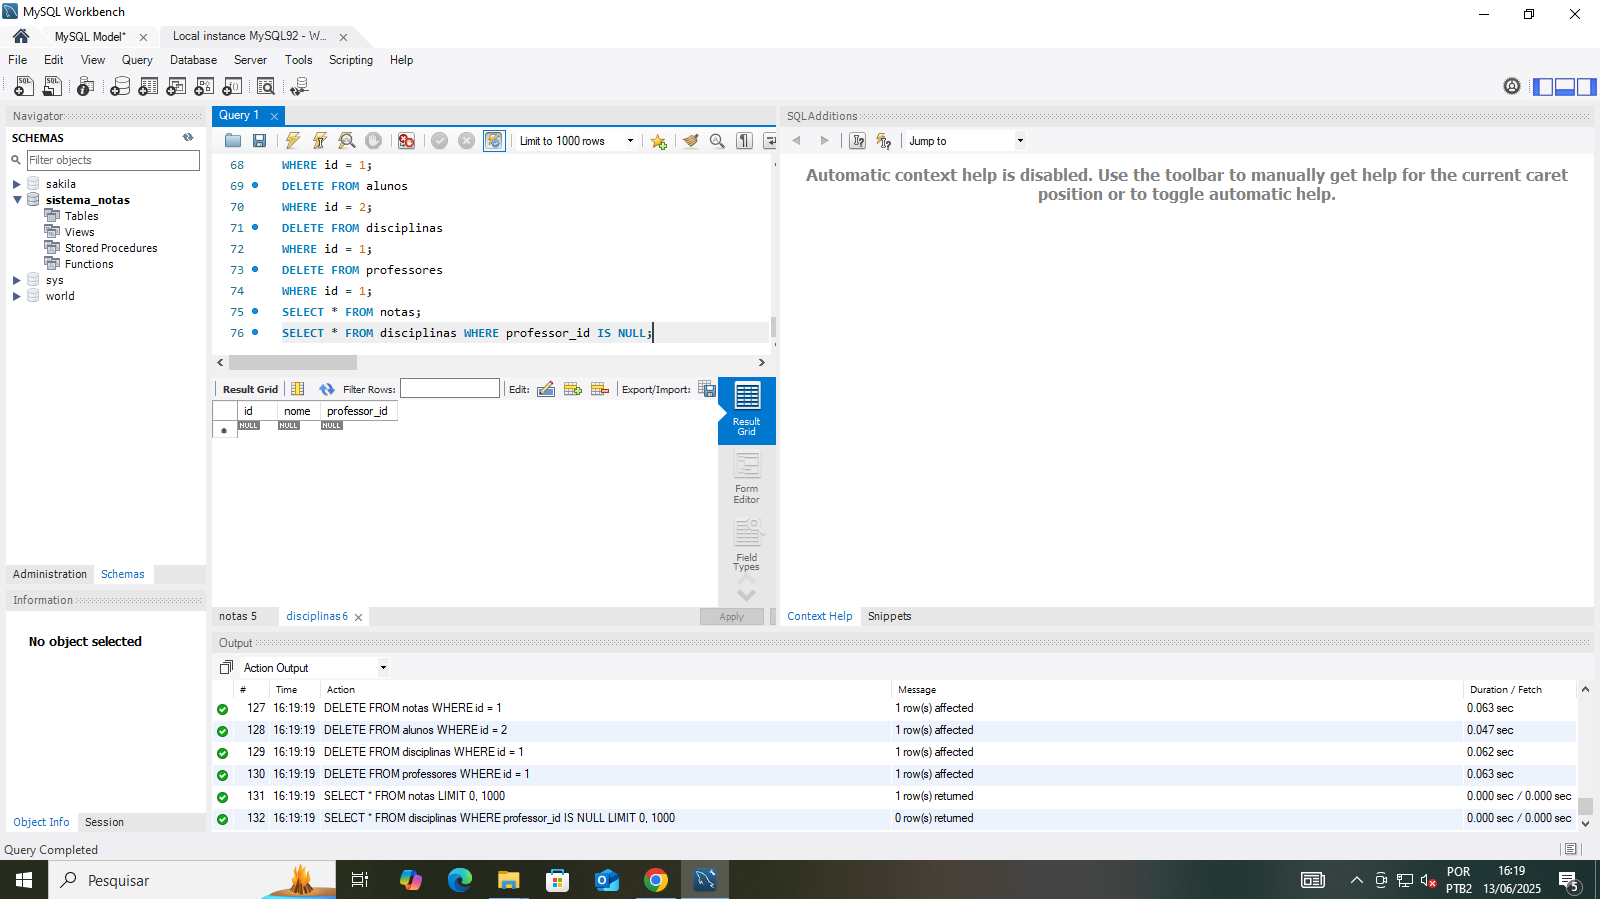 MySQL Workbench
MySQL Model* ×
Local instance MySQL92 - W... ×
File Edit View Query Database Server Tools Scripting Help
Navigator
SCHEMAS
Filter objects
sakila
sistema_notas
Tables
Views
Stored Procedures
Functions
sys
world
Administration Schemas
Information
No object selected
Object Info Session
Query 1 ×
Limit to 1000 rows
68 WHERE id = 1;
69 DELETE FROM alunos
70 WHERE id = 2;
71 DELETE FROM disciplinas
72 WHERE id = 1;
73 DELETE FROM professores
74 WHERE id = 1;
75 SELECT * FROM notas;
76 SELECT * FROM disciplinas WHERE professor_id IS NULL;
Result Grid Filter Rows: Edit: Export/Import:
id nome professor_id
NULL NULL NULL
Result
Grid
Form
Editor
Field
Types
notas 5 disciplinas 6 × Apply
SQLAdditions
Jump to
Automatic context help is disabled. Use the toolbar to manually get help for the current caret
position or to toggle automatic help.
Context Help Snippets
Output
Action Output
# Time Action Message Duration / Fetch
127 16:19:19 DELETE FROM notas WHERE id = 1 1 row(s) affected 0.063 sec
128 16:19:19 DELETE FROM alunos WHERE id = 2 1 row(s) affected 0.047 sec
129 16:19:19 DELETE FROM disciplinas WHERE id = 1 1 row(s) affected 0.062 sec
130 16:19:19 DELETE FROM professores WHERE id = 1 1 row(s) affected 0.063 sec
131 16:19:19 SELECT * FROM notas LIMIT 0, 1000 1 row(s) returned 0.000 sec / 0.000 sec
132 16:19:19 SELECT * FROM disciplinas WHERE professor_id IS NULL LIMIT 0, 1000 0 row(s) returned 0.000 sec / 0.000 sec
Query Completed
Pesquisar
POR
PTB2
16:19
13/06/2025
5